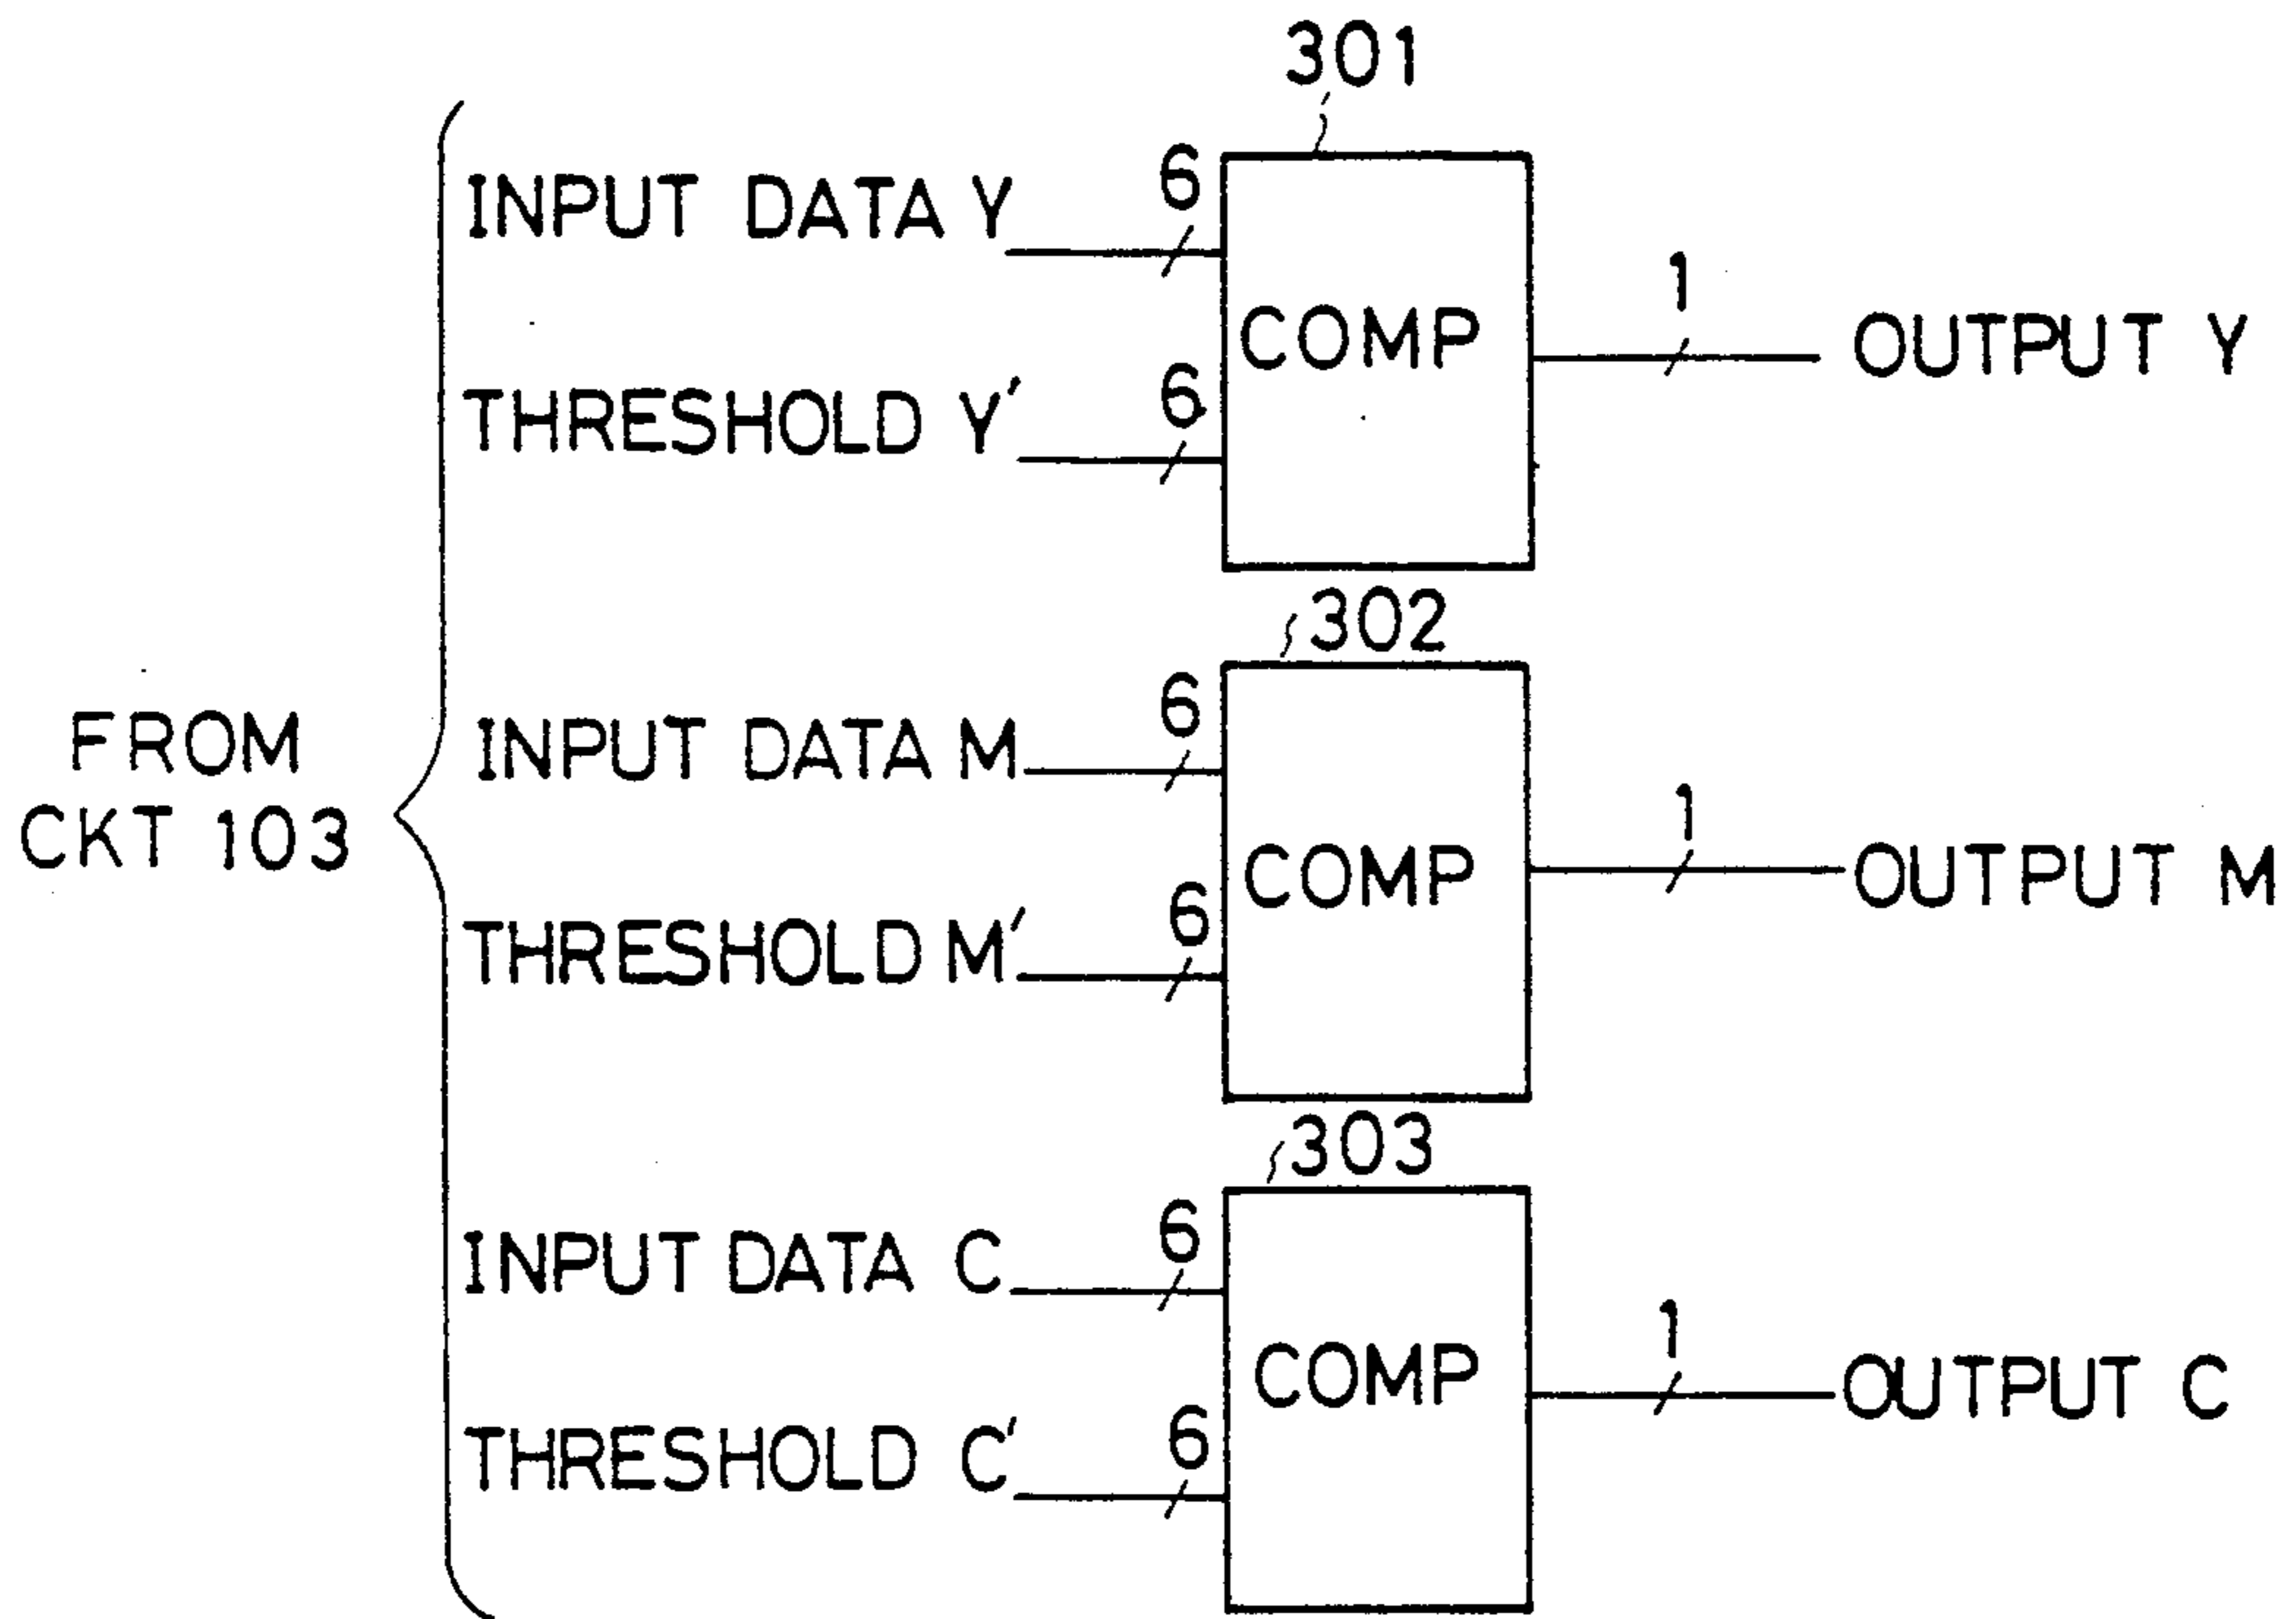 301
INPUT DATA Y 6
COMP
1
OUTPUT Y
THRESHOLD Y' 6
302
INPUT DATA M 6
FROM
CKT 103
COMP
1
OUTPUT M
THRESHOLD M' 6
303
INPUT DATA C 6
COMP
1
OUTPUT C
THRESHOLD C' 6